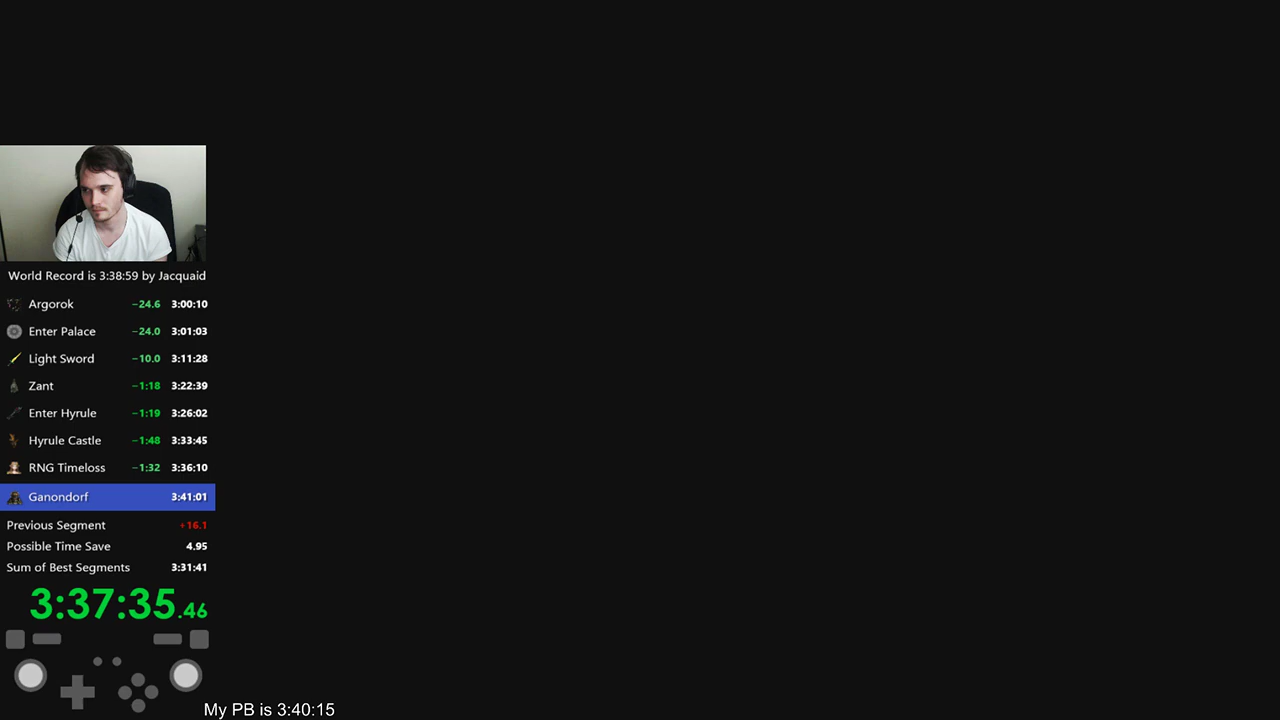 World Record is 3:38:59 by Jacquaid
Argorok −24.6 3:00:10
Enter Palace −24.0 3:01:03
Light Sword −10.0 3:11:28
Zant −1:18 3:22:39
Enter Hyrule −1:19 3:26:02
Hyrule Castle −1:48 3:33:45
RNG Timeloss −1:32 3:36:10
Ganondorf 3:41:01
Previous Segment +16.1
Possible Time Save 4.95
Sum of Best Segments 3:31:41
3:37:35.46
My PB is 3:40:15